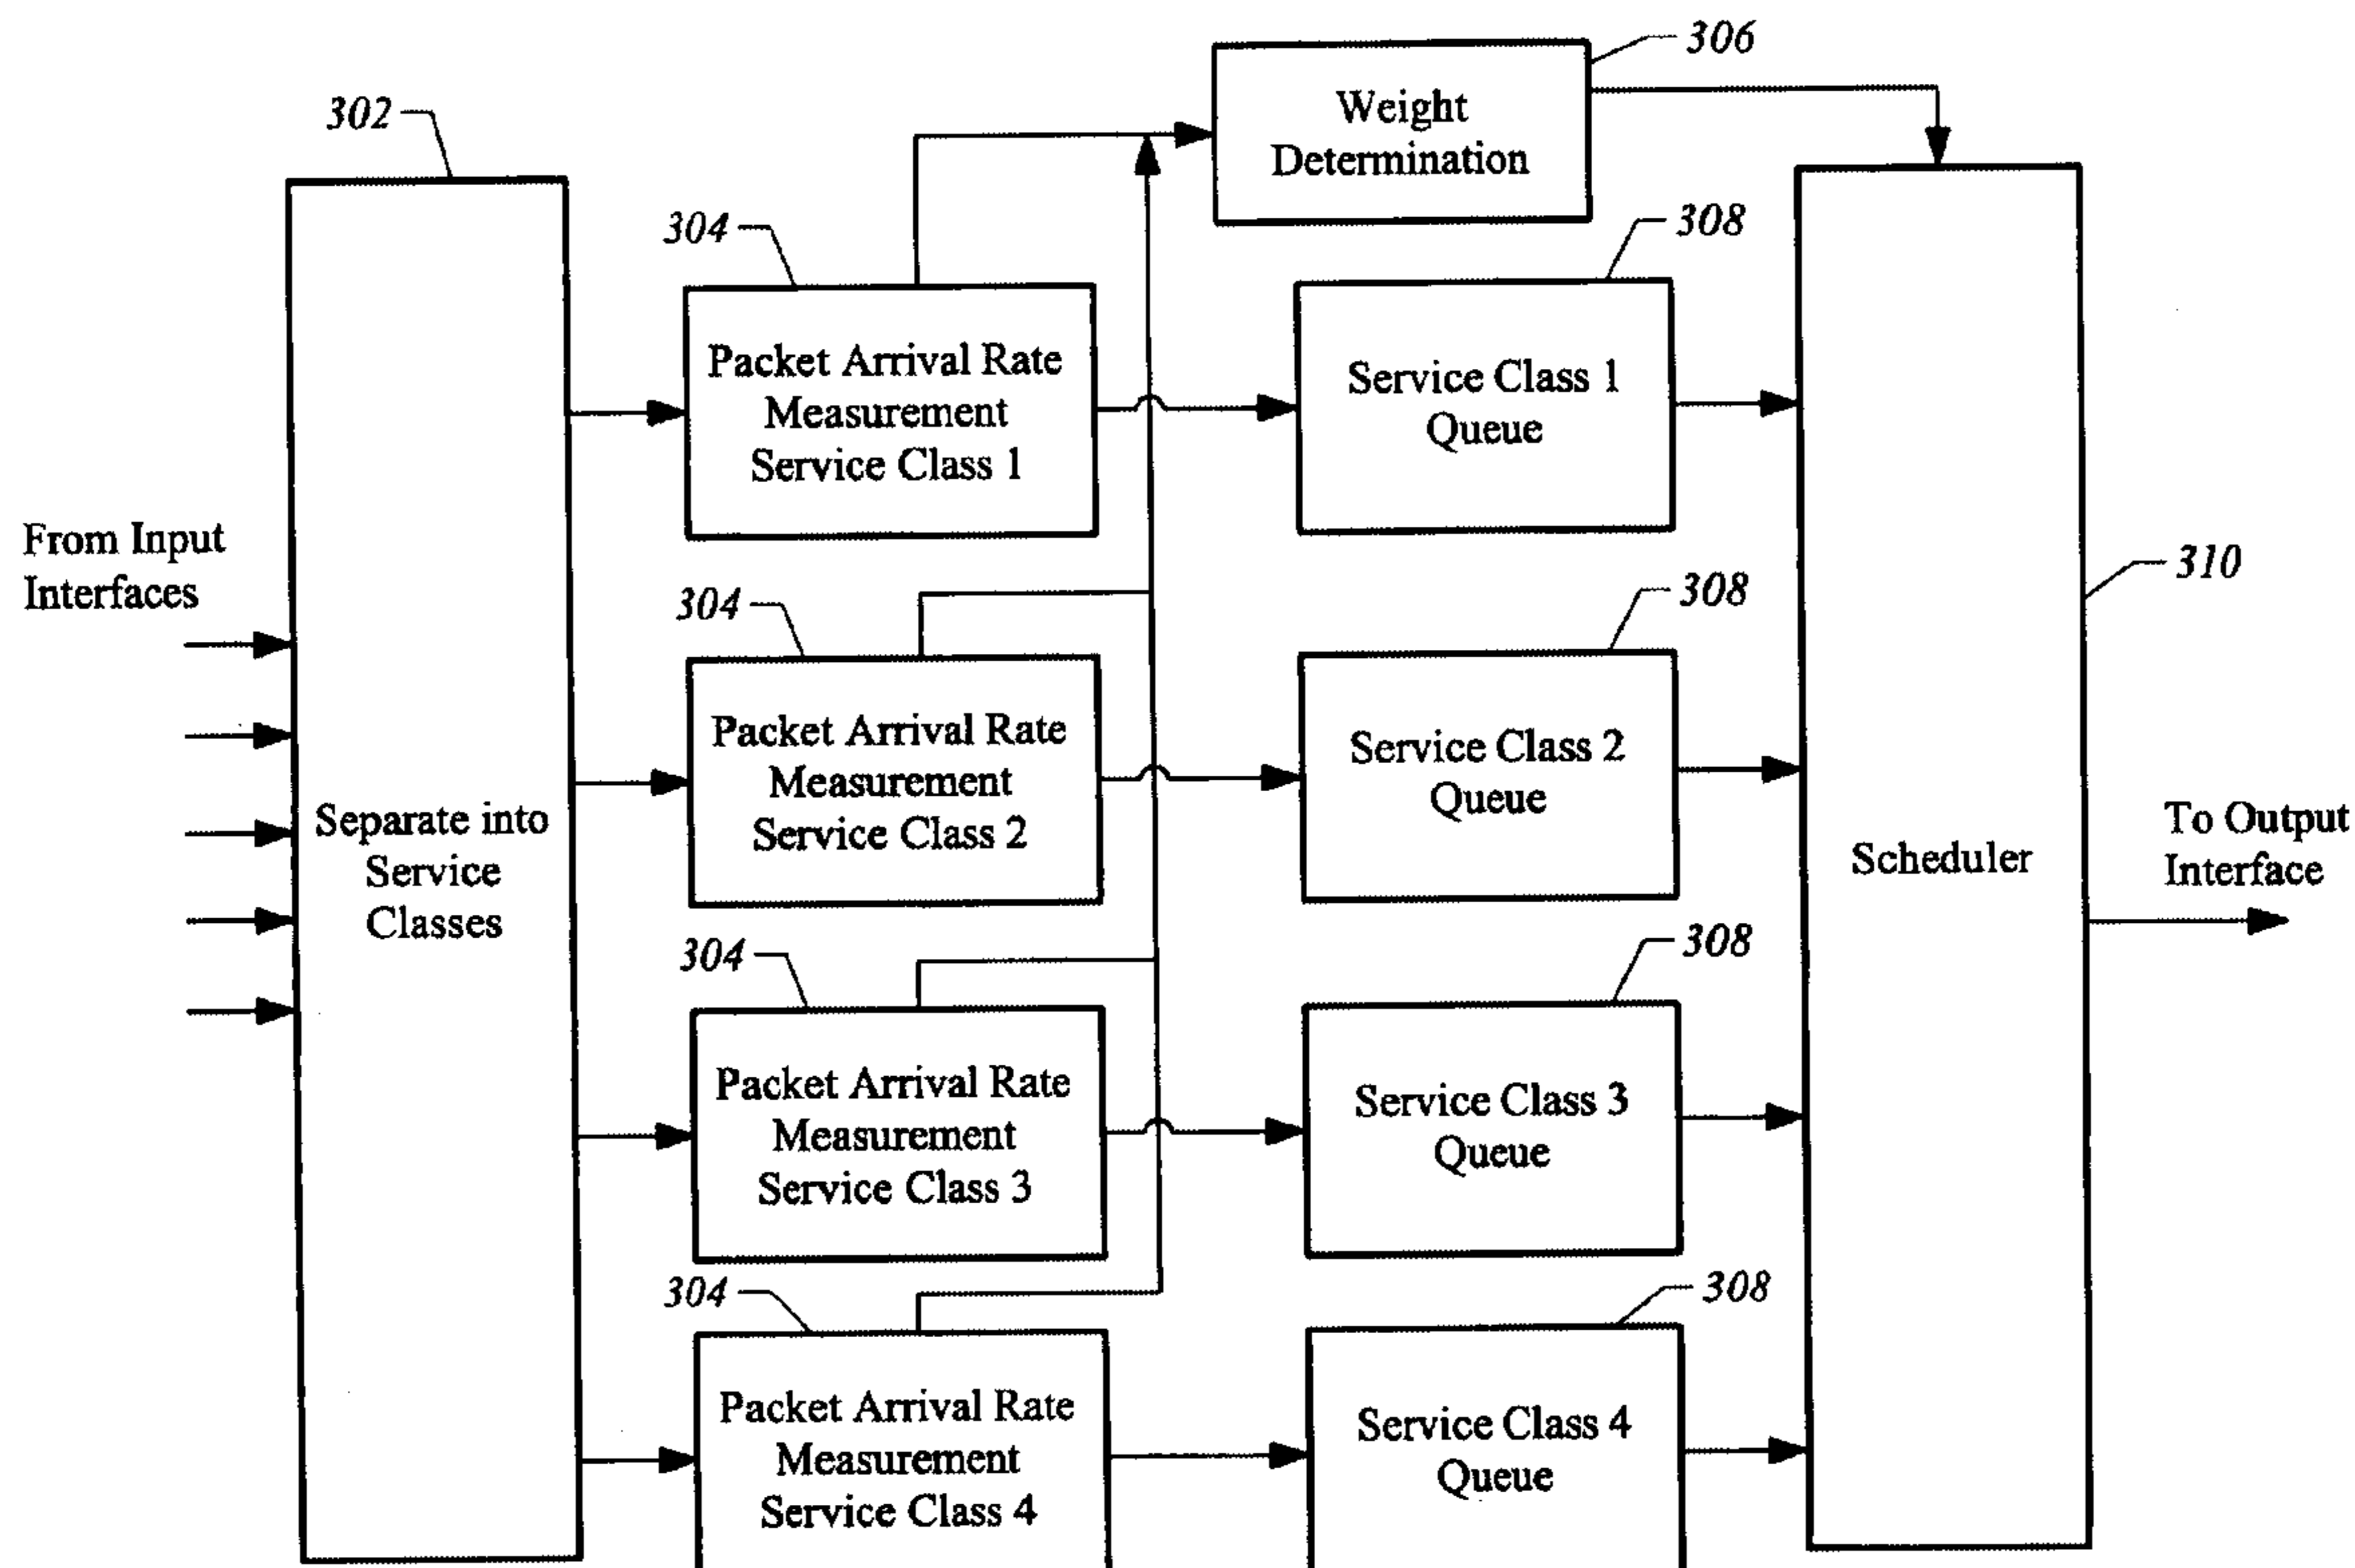 306
Weight
Determination
302
304
308
Packet Arrival Rate
Measurement
Service Class 1
Service Class 1
Queue
From Input
Interfaces
310
304
308
Packet Arrival Rate
Measurement
Service Class 2
Service Class 2
Queue
Separate into
Service
Classes
Scheduler
To Output
Interface
304
308
Packet Arrival Rate
Measurement
Service Class 3
Service Class 3
Queue
304
308
Packet Arrival Rate
Measurement
Service Class 4
Service Class 4
Queue